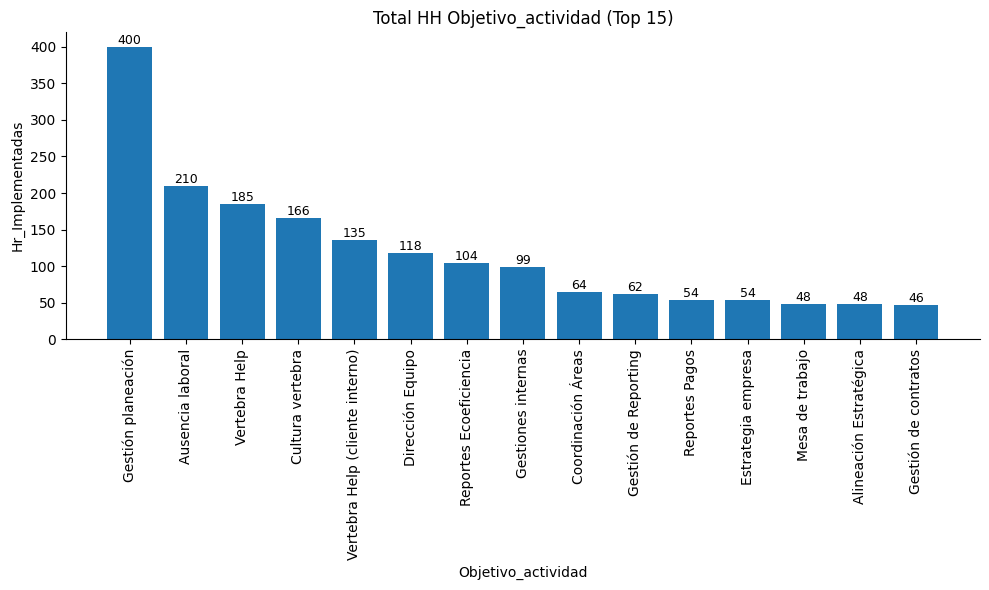 Total HH Objetivo_actividad (Top 15)
Hr_Implementadas
400
350
300
250
200
150
100
50
0
400
210
185
166
135
118
104
99
64
62
54
54
48
48
46
Gestión planeación
Ausencia laboral
Vertebra Help
Cultura vertebra
Vertebra Help (cliente interno)
Dirección Equipo
Reportes Ecoeficiencia
Gestiones internas
Coordinación Áreas
Gestión de Reporting
Reportes Pagos
Estrategia empresa
Mesa de trabajo
Alineación Estratégica
Gestión de contratos
Objetivo_actividad